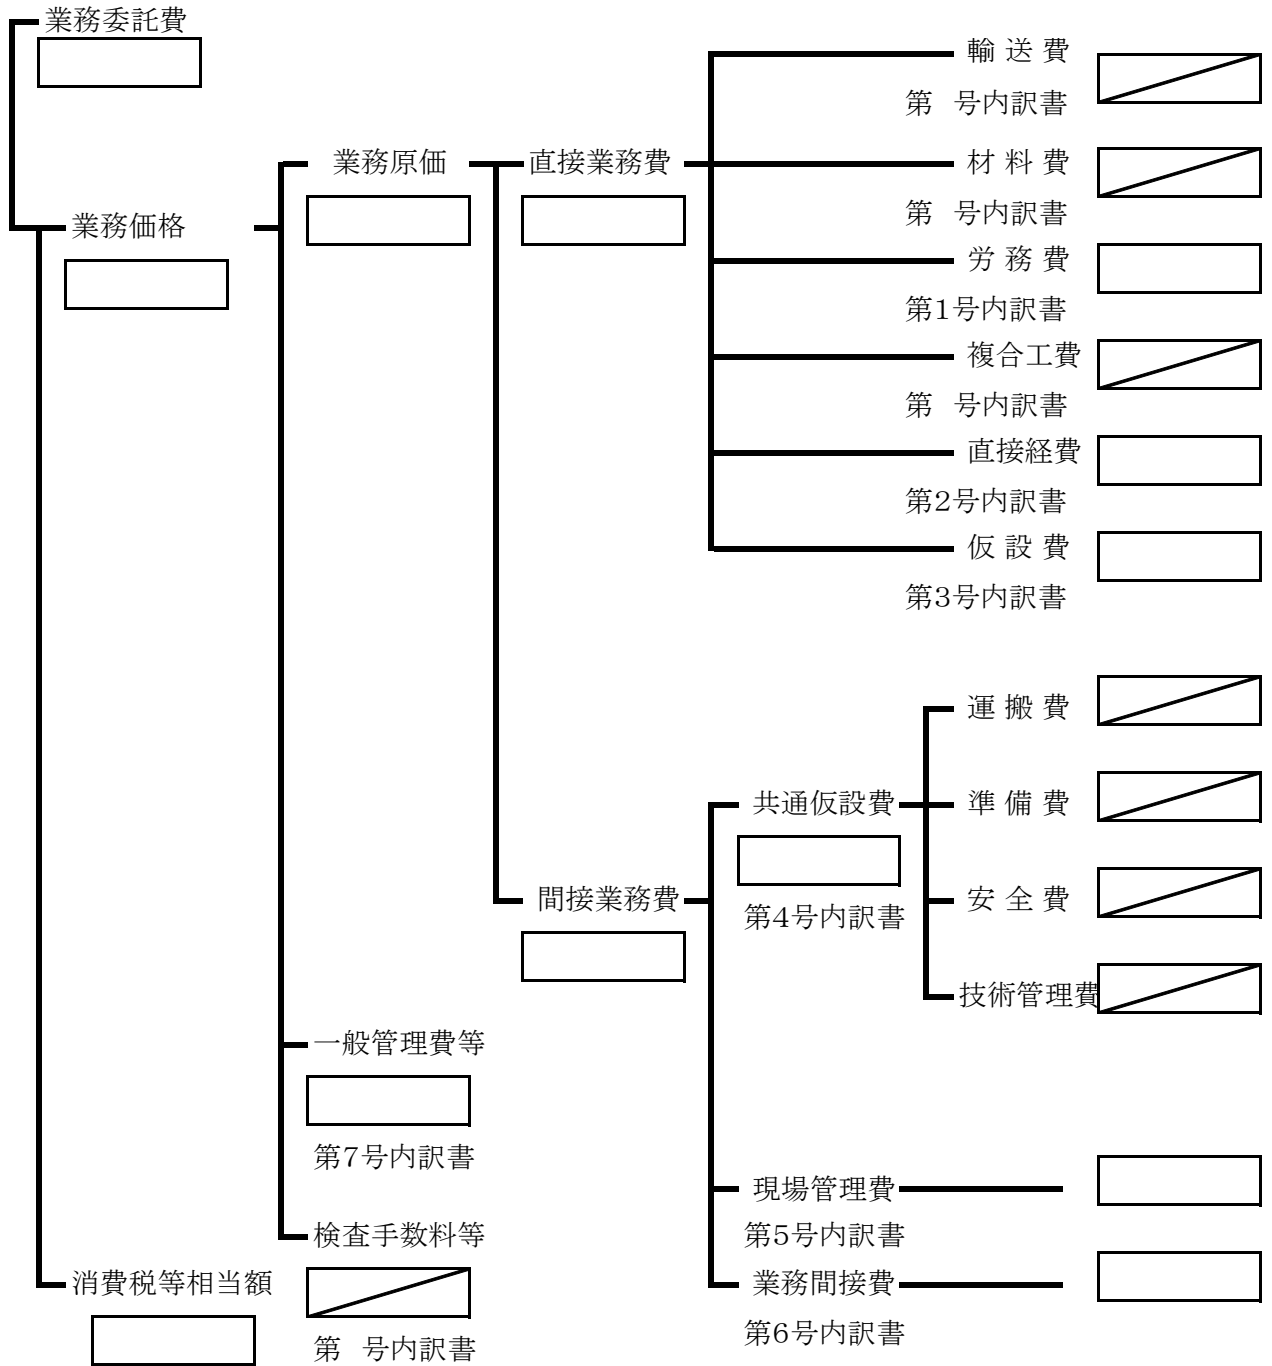 業務委託費
輸 送 費
第　号内訳書
業務原価
直接業務費
材 料 費
第　号内訳書
業務価格
労 務 費
第1号内訳書
複合工費
第　号内訳書
直接経費
第2号内訳書
仮 設 費
第3号内訳書
運 搬 費
共通仮設費
準 備 費
間接業務費
安 全 費
第4号内訳書
技術管理費
一般管理費等
第7号内訳書
現場管理費
第5号内訳書
検査手数料等
消費税等相当額
業務間接費
第6号内訳書
第　号内訳書